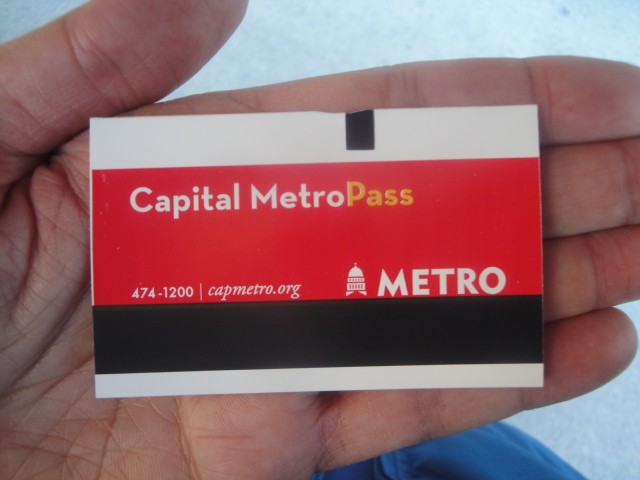 Capital MetroPass
474-1200 | capmetro.org
METRO